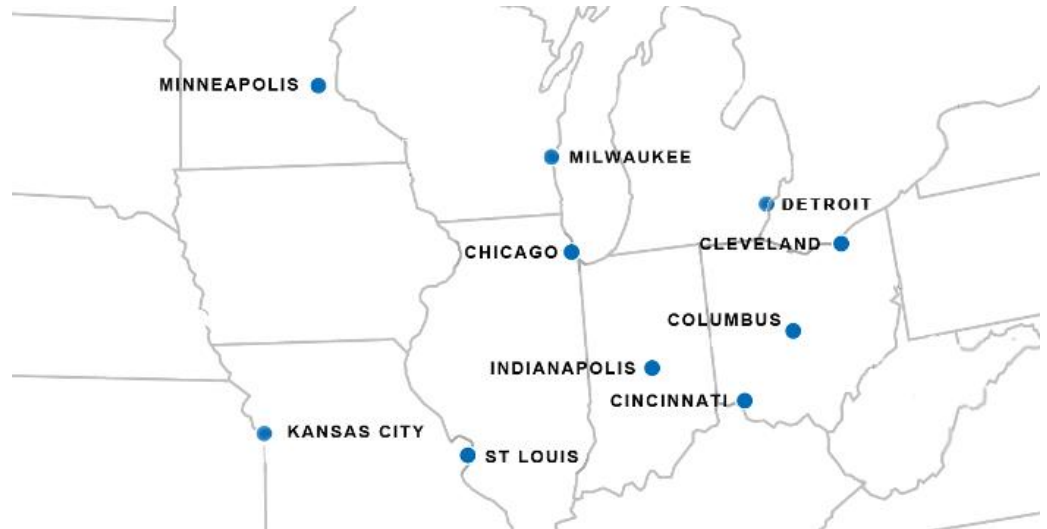 MINNEAPOLIS
MILWAUKEE
DETROIT
CLEVELAND
CHICAGO
COLUMBUS
INDIANAPOLIS
CINCINNATI
KANSAS CITY
ST LOUIS